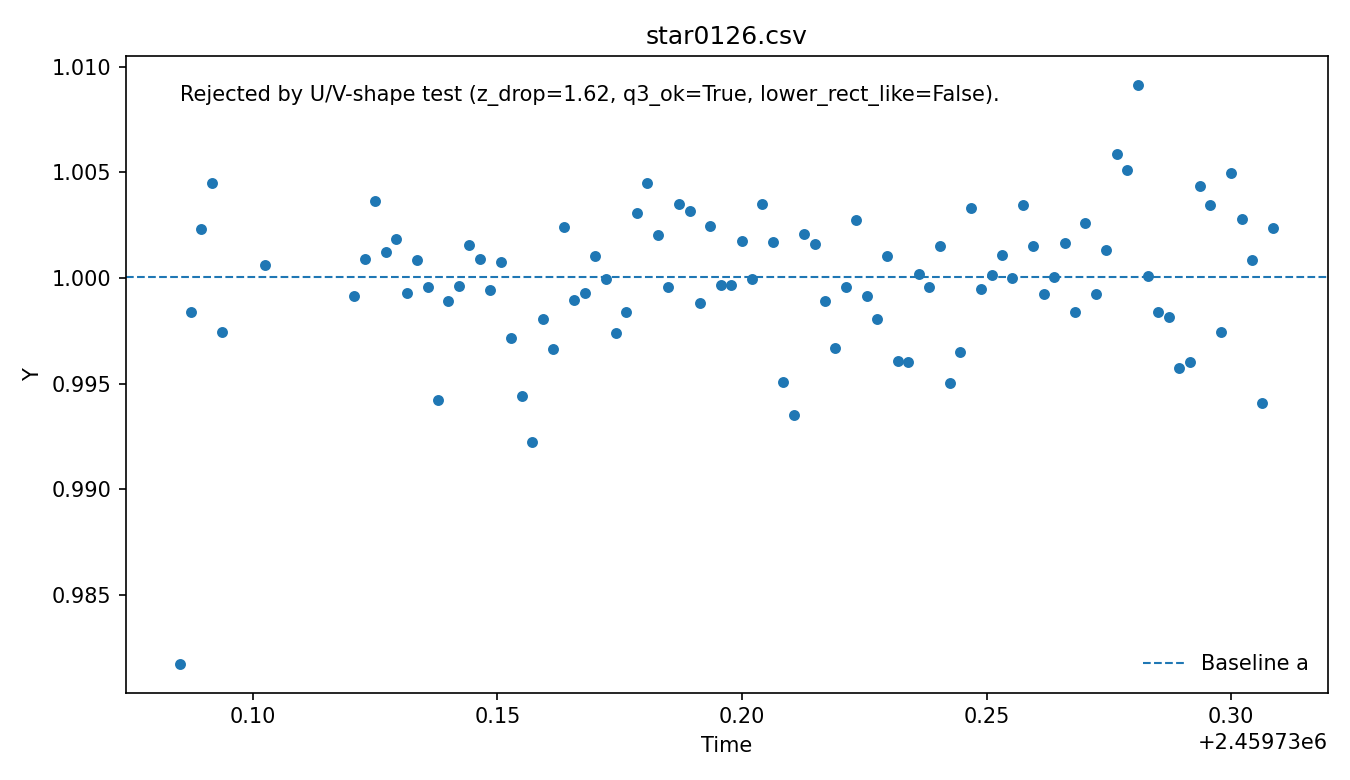 star0126.csv
Rejected by U/V-shape test (z_drop=1.62, q3_ok=True, lower_rect_like=False).
1.010
1.005
1.000
0.995
0.990
0.985
Y
Baseline a
0.10 0.15 0.20 0.25 0.30
Time
+2.45973e6